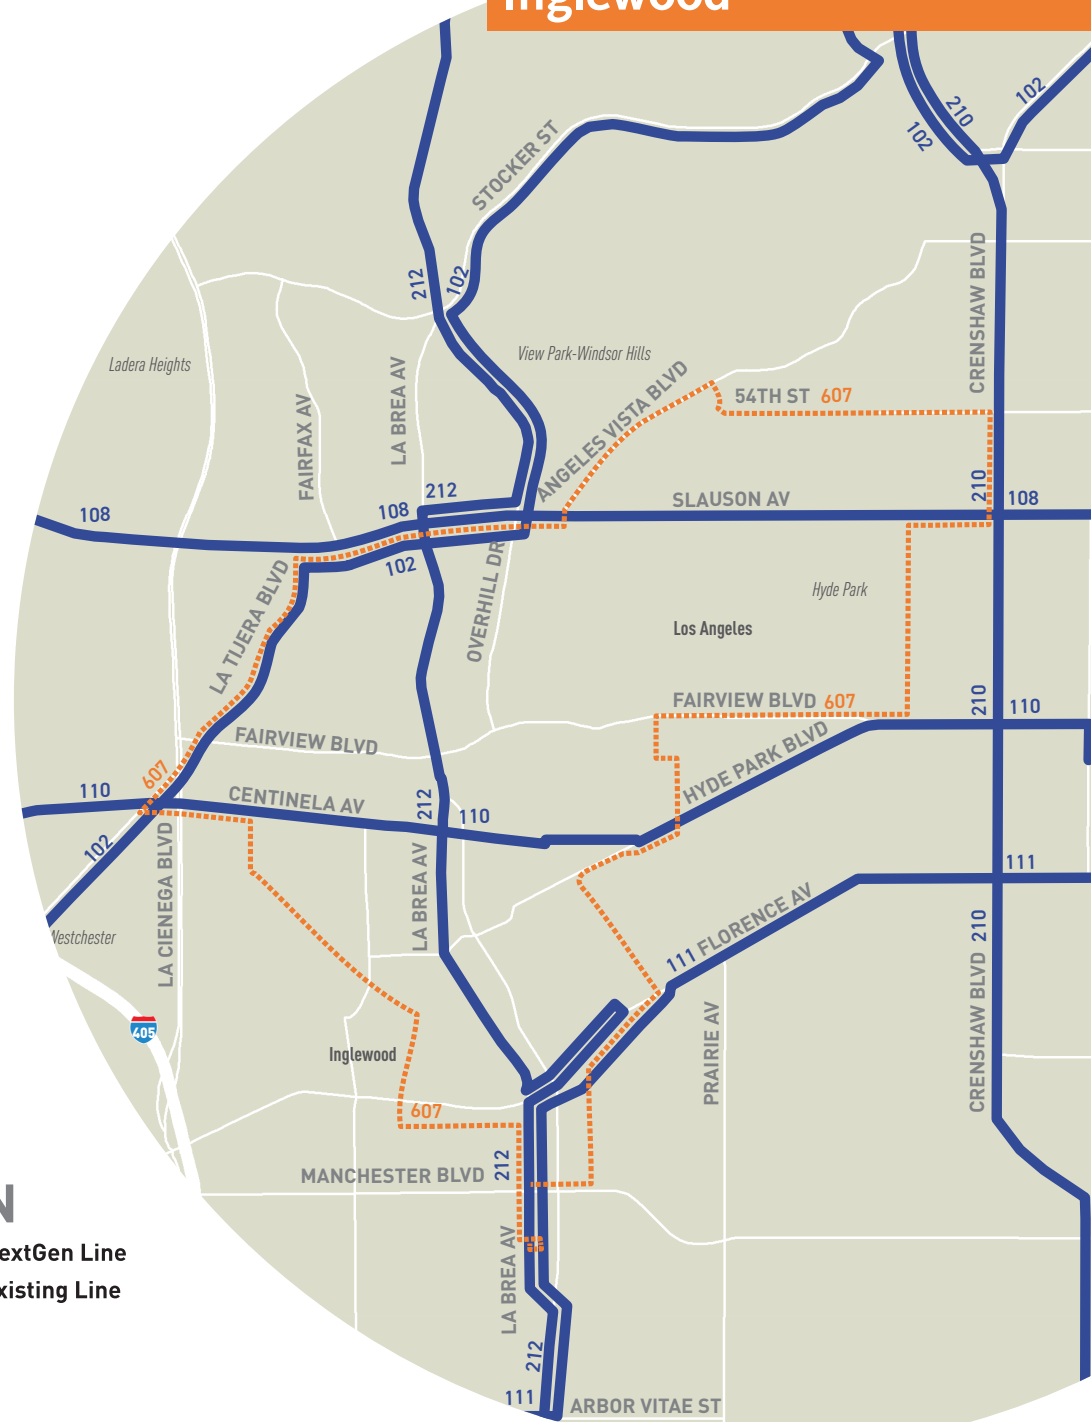 Inglewood
102
210
102
STOCKER ST
212
102
CRENSHAW BLVD
Ladera Heights
View Park-Windsor Hills
LA BREA AV
FAIRFAX AV
ANGELES VISTA BLVD
54TH ST 607
212
108
108
210
108
SLAUSON AV
102
OVERHILL DR
LA TIJERA BLVD
Hyde Park
Los Angeles
FAIRVIEW BLVD 607
210
110
FAIRVIEW BLVD
HYDE PARK BLVD
607
110
CENTINELA AV
212
110
102
LA CIENEGA BLVD
LA BREA AV
111
Westchester
111 FLORENCE AV
CRENSHAW BLVD 210
405
Inglewood
PRAIRIE AV
607
MANCHESTER BLVD
212
N
extGen Line
xisting Line
LA BREA AV
212
111
ARBOR VITAE ST